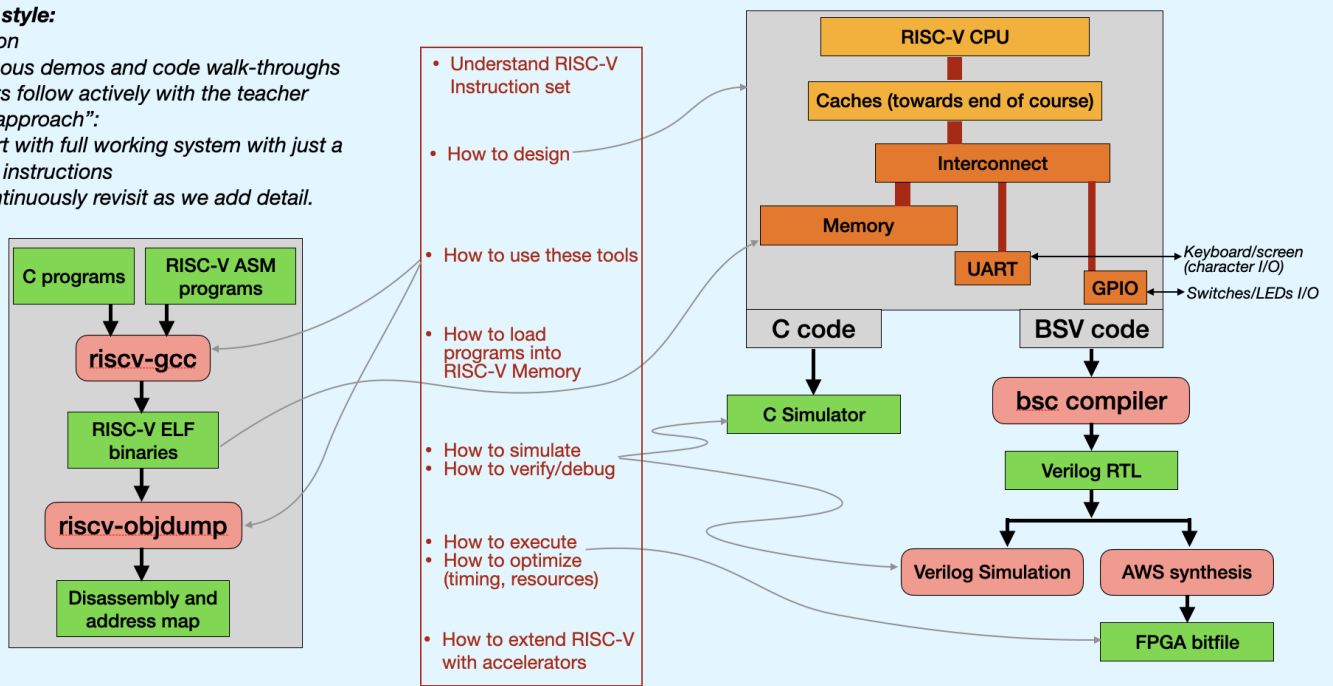 style:
on
ous demos and code walk-throughs
s follow actively with the teacher
approach”:
rt with full working system with just a
instructions
ntinuously revisit as we add detail.
C programs
RISC-V ASM
programs
riscv-gcc
RISC-V ELF
binaries
riscv-objdump
Disassembly and
address map
• Understand RISC-V
Instruction set
• How to design
• How to use these tools
• How to load
programs into
RISC-V Memory
• How to simulate
• How to verify/debug
• How to execute
• How to optimize
(timing, resources)
• How to extend RISC-V
with accelerators
RISC-V CPU
Caches (towards end of course)
Interconnect
Memory
UART
GPIO
Keyboard/screen
(character I/O)
Switches/LEDs I/O
C code
BSV code
C Simulator
bsc compiler
Verilog RTL
Verilog Simulation
AWS synthesis
FPGA bitfile